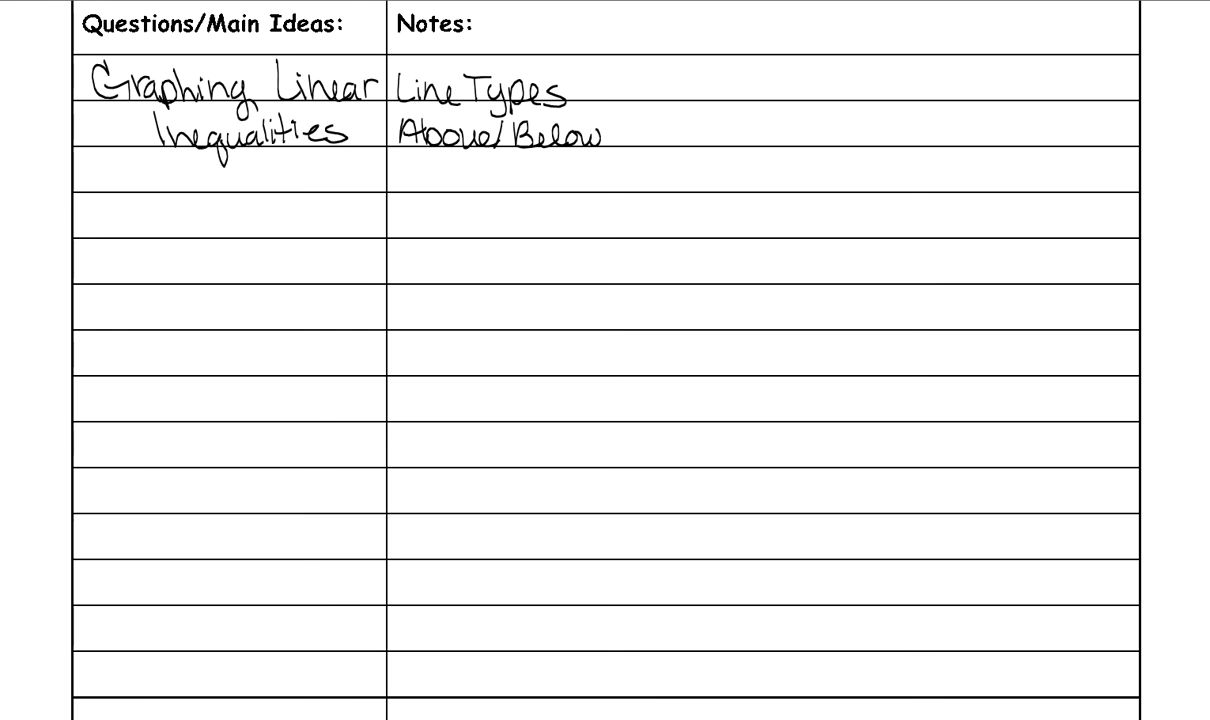 Questions/Main Ideas: Notes:
Graphing Linear Line Types
Inequalities Above/Below